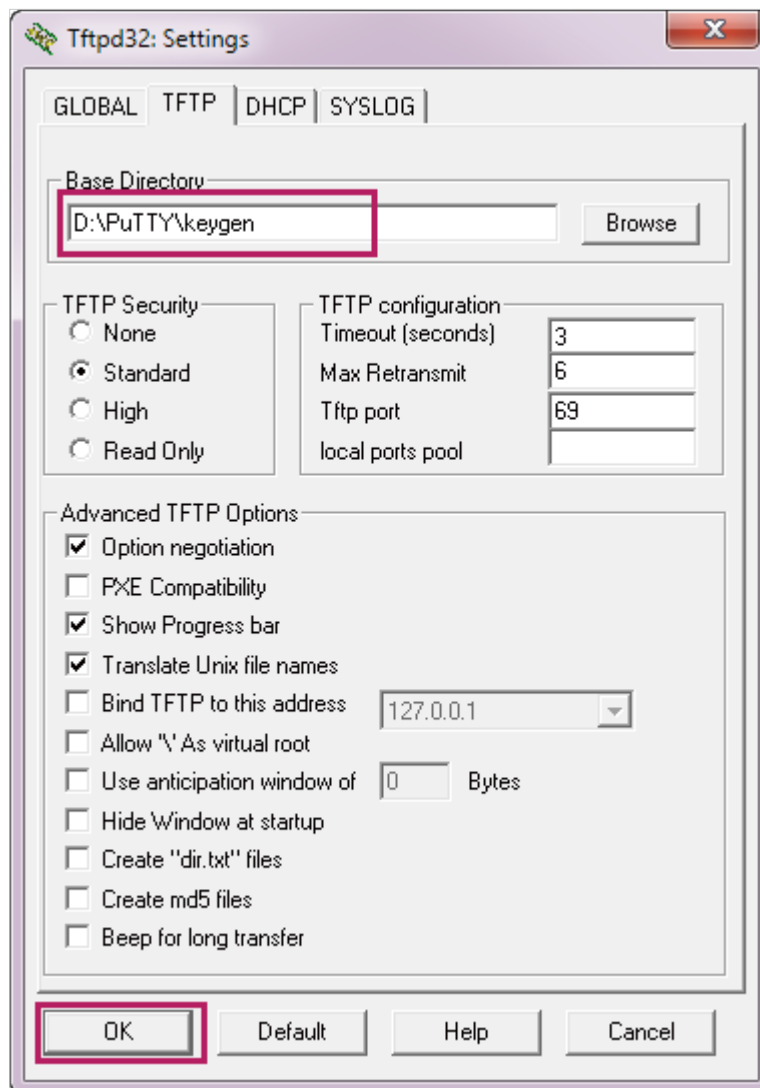 Tftpd32: Settings
GLOBAL TFTP DHCP SYSLOG
Base Directory
D:\PuTTY\keygen Browse
TFTP Security
None
Standard
High
Read Only
TFTP configuration
Timeout (seconds) 3
Max Retransmit 6
Tftp port 69
local ports pool
Advanced TFTP Options
Option negotiation
PXE Compatibility
Show Progress bar
Translate Unix file names
Bind TFTP to this address 127.0.0.1
Allow '\' As virtual root
Use anticipation window of 0 Bytes
Hide Window at startup
Create "dir.txt" files
Create md5 files
Beep for long transfer
OK Default Help Cancel